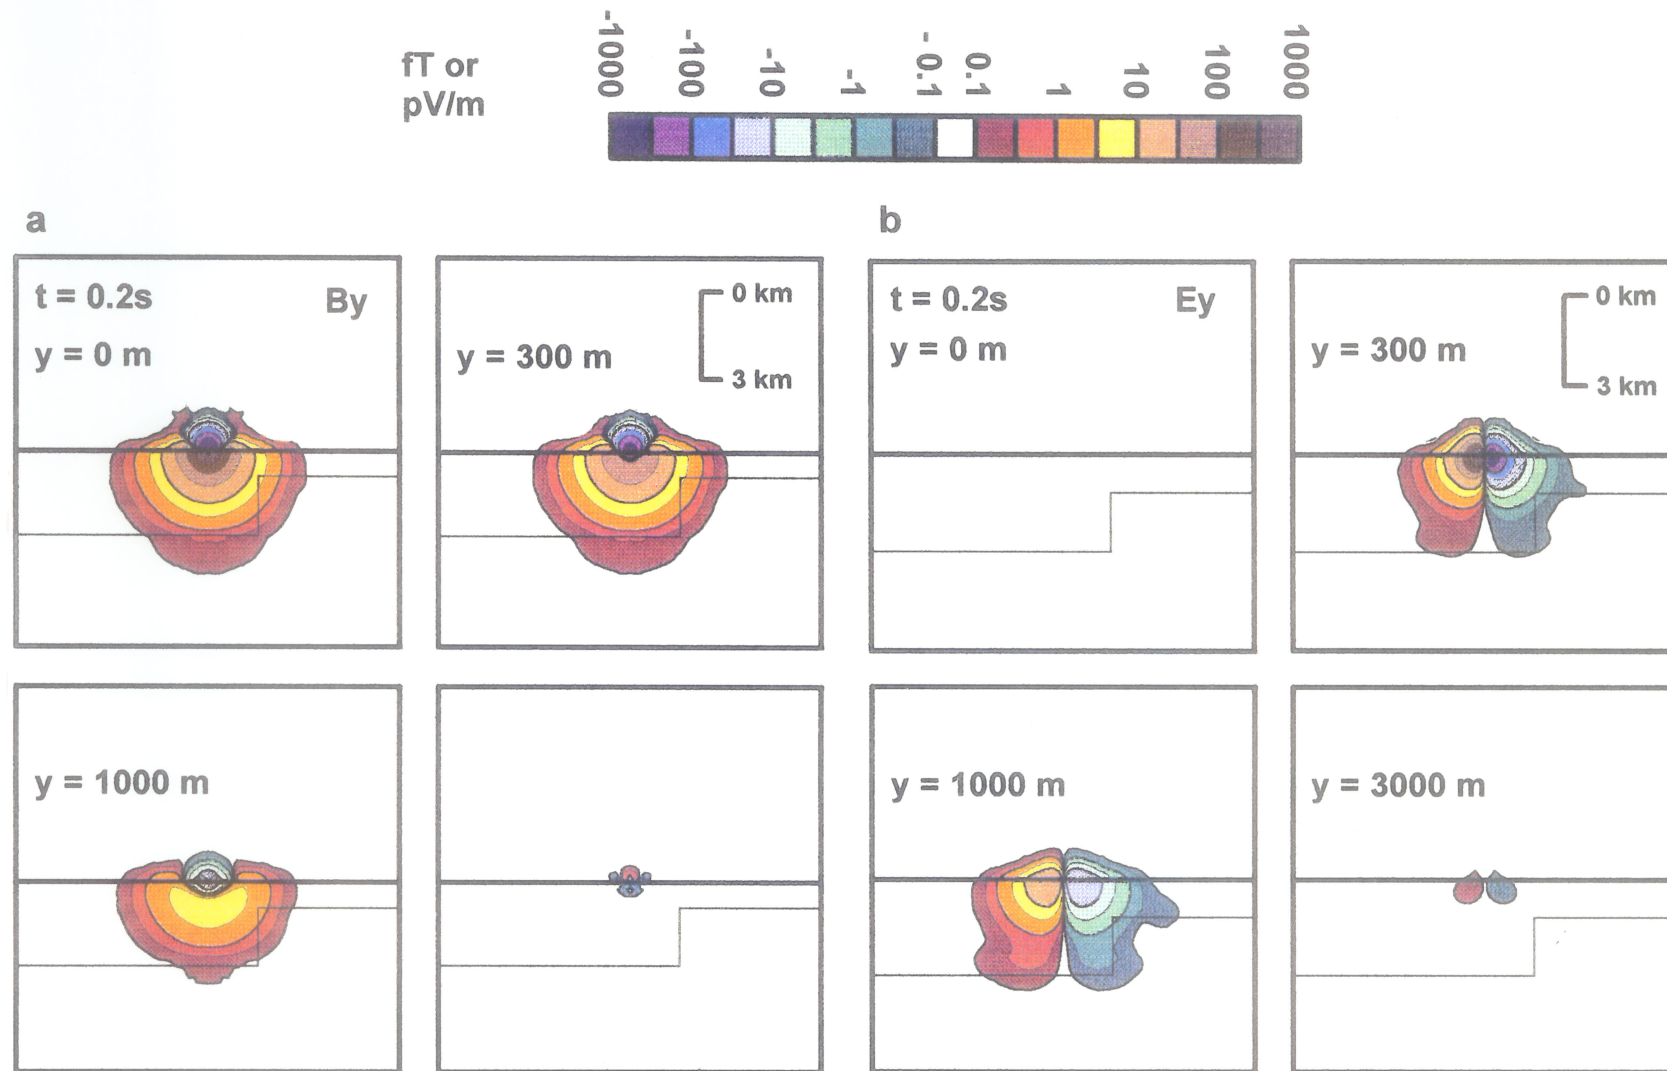 fT or
pV/m
-1000 -100 -10 -1 -0.1 0.1 1 10 100 1000
a
b
t = 0.2s By
y = 0 m
0 km
y = 300 m
3 km
t = 0.2s Ey
y = 0 m
0 km
y = 300 m
3 km
y = 1000 m
y = 1000 m
y = 3000 m